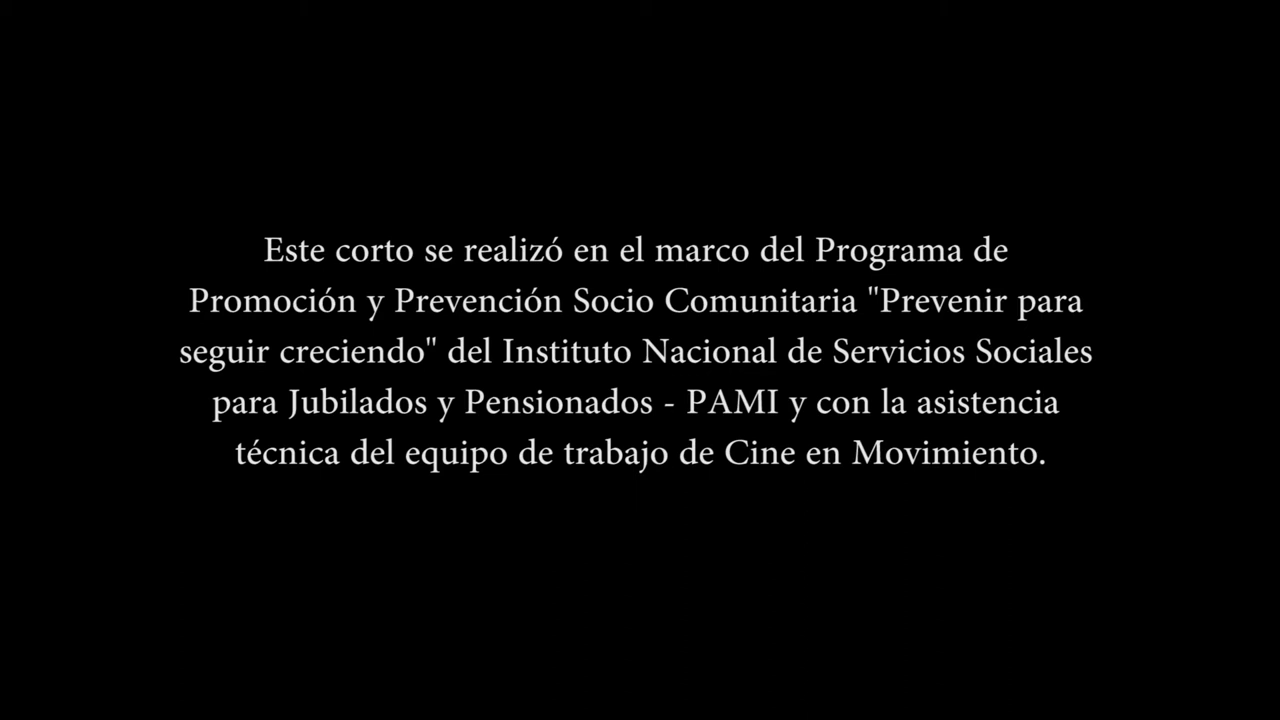 Este corto se realizó en el marco del Programa de
Promoción y Prevención Socio Comunitaria "Prevenir para
seguir creciendo" del Instituto Nacional de Servicios Sociales
para Jubilados y Pensionados - PAMI y con la asistencia
técnica del equipo de trabajo de Cine en Movimiento.